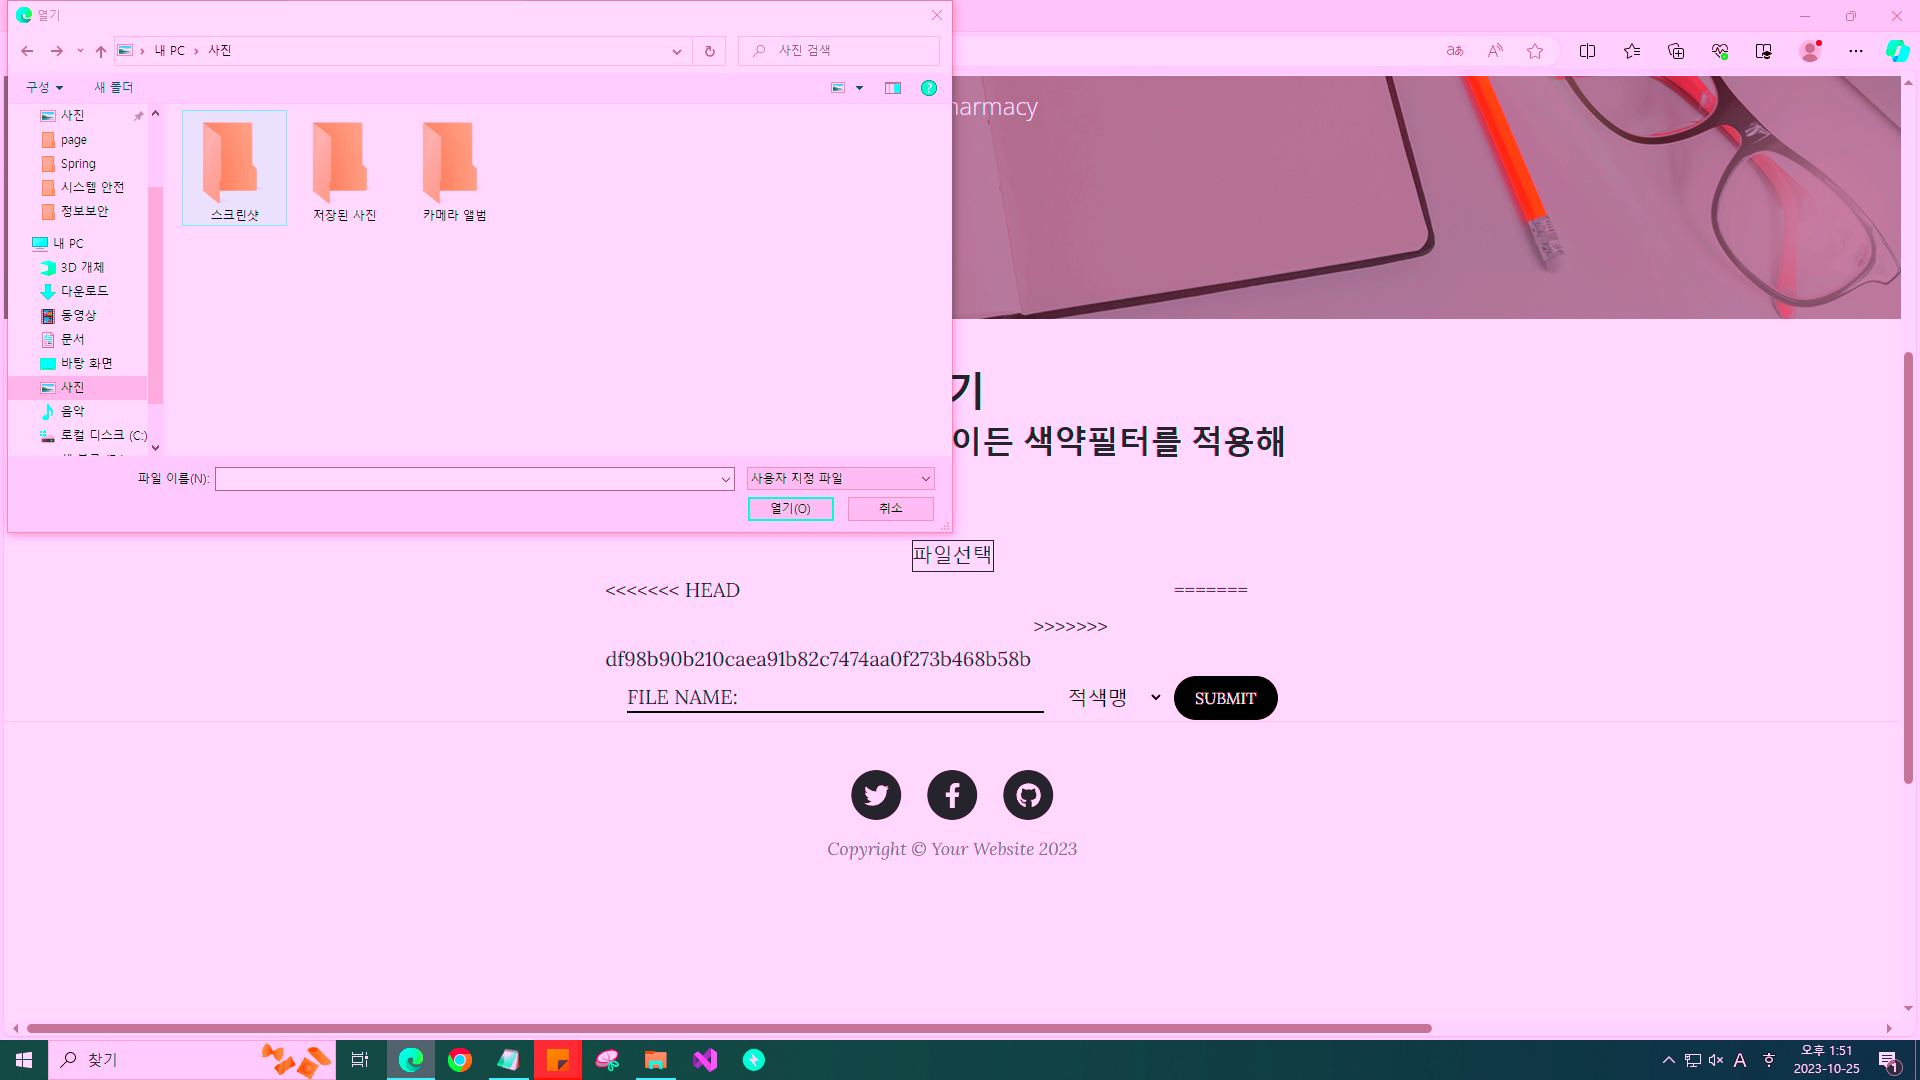 열기
내 PC › 사진
사진 검색
구성
새 폴더
사진
page
Spring
시스템 안전
정보보안
내 PC
3D 개체
다운로드
동영상
문서
바탕 화면
사진
음악
로컬 디스크 (C:)
스크린샷
저장된 사진
카메라 앨범
파일 이름(N):
사용자 지정 파일
열기(O)
취소
harmacy
기
이든 색약필터를 적용해
파일선택
<<<<<<< HEAD
=======
>>>>>>>
df98b90b210caea91b82c7474aa0f273b468b58b
FILE NAME:
적색맹
SUBMIT
Copyright © Your Website 2023
찾기
A
오후 1:51
2023-10-25
1